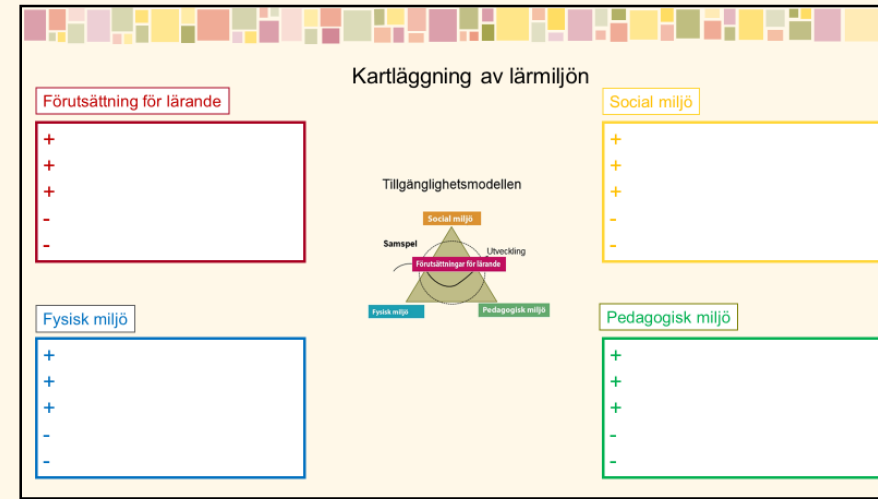 Kartläggning av lärmiljön
Förutsättning för lärande
+
+
+
-
-
Social miljö
+
+
+
-
-
Tillgänglighetsmodellen
Social miljö
Samspel
Utveckling
Förutsättningar för lärande
Fysisk miljö
Pedagogisk miljö
Fysisk miljö
+
+
+
-
-
Pedagogisk miljö
+
+
+
-
-